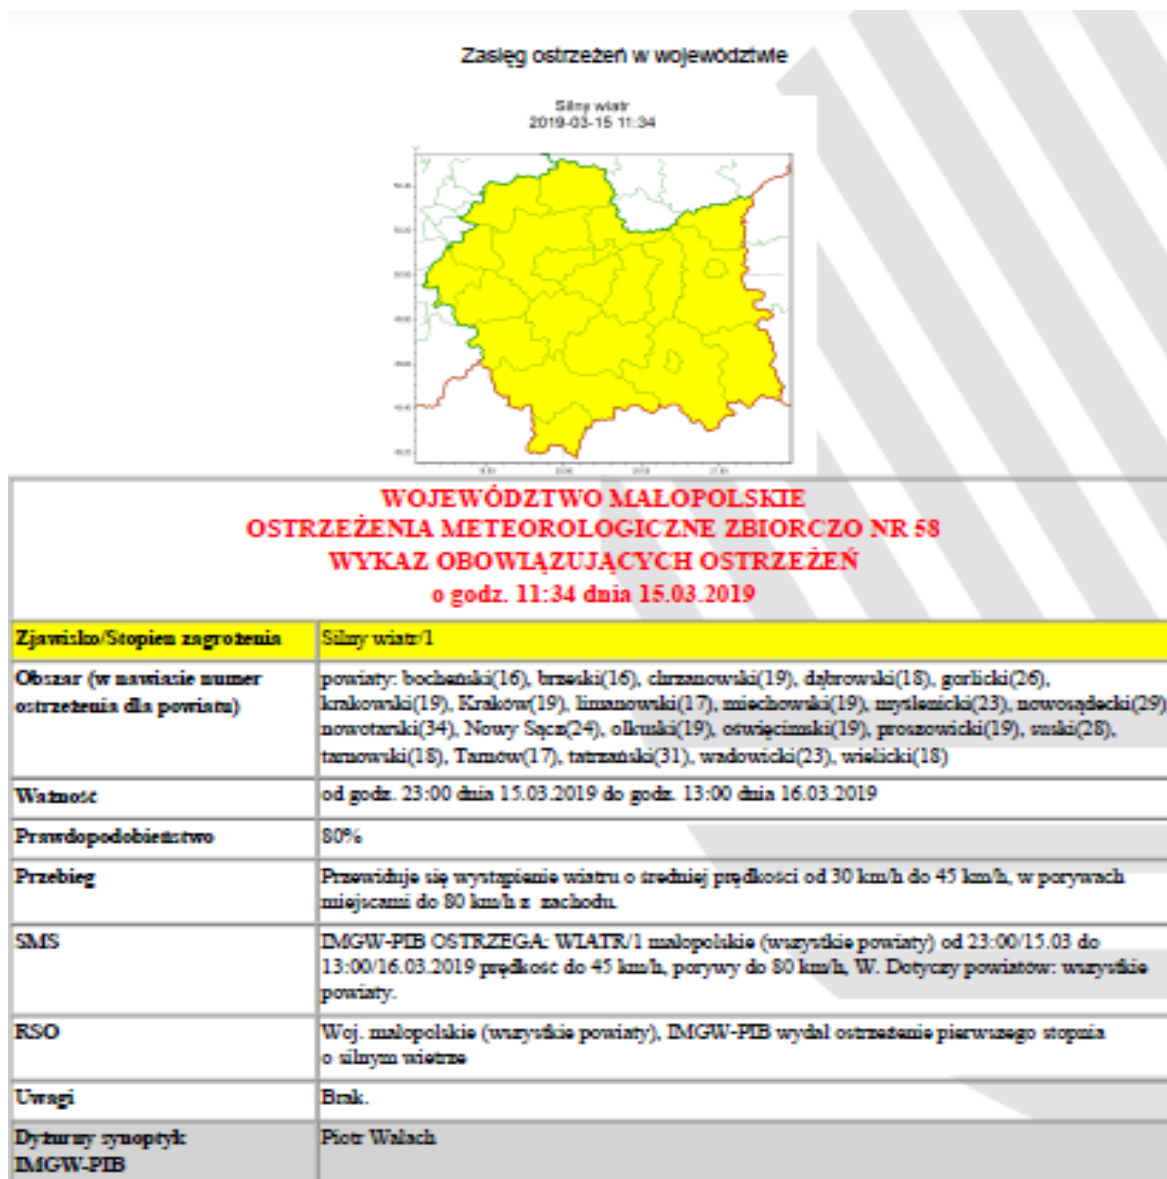 Zasięg ostrzeżeń w województwie
Silny wiatr
2019-03-15 11:34
WOJEWÓDZTWO MAŁOPOLSKIE
OSTRZEŻENIA METEOROLOGICZNE ZBIORCZO NR 58
WYKAZ OBOWIĄZUJĄCYCH OSTRZEŻEŃ
o godz. 11:34 dnia 15.03.2019
Zjawisko/Stopień zagrożenia Silny wiatr/1
Obszar (w nawiasie numer ostrzeżenia dla powiatu) powiaty: bocheński(16), brzeski(16), chrzanowski(19), dąbrowski(18), gorlicki(26),
krakowski(19), Kraków(19), limanowski(17), miechowski(19), myślenicki(23), nowosądecki(29)
nowotarski(34), Nowy Sącz(24), olkuski(19), oświęcimski(19), proszowicki(19), suski(28),
tarnowski(18), Tarnów(17), tatrzański(31), wadowicki(23), wielicki(18)
Ważność od godz. 23:00 dnia 15.03.2019 do godz. 13:00 dnia 16.03.2019
Prawdopodobieństwo 80%
Przebieg Przewiduje się wystąpienie wiatru o średniej prędkości od 30 km/h do 45 km/h, w porywach
miejscami do 80 km/h z zachodu.
SMS IMGW-PIB OSTRZEGA: WIATR/1 małopolskie (wszystkie powiaty) od 23:00/15.03 do
13:00/16.03.2019 prędkość do 45 km/h, porywy do 80 km/h, W. Dotyczy powiatów: wszystkie
powiaty.
RSO Woj. małopolskie (wszystkie powiaty), IMGW-PIB wydał ostrzeżenie pierwszego stopnia
o silnym wietrze
Uwagi Brak.
Dyżurny synoptyk Piotr Wałach
IMGW-PIB